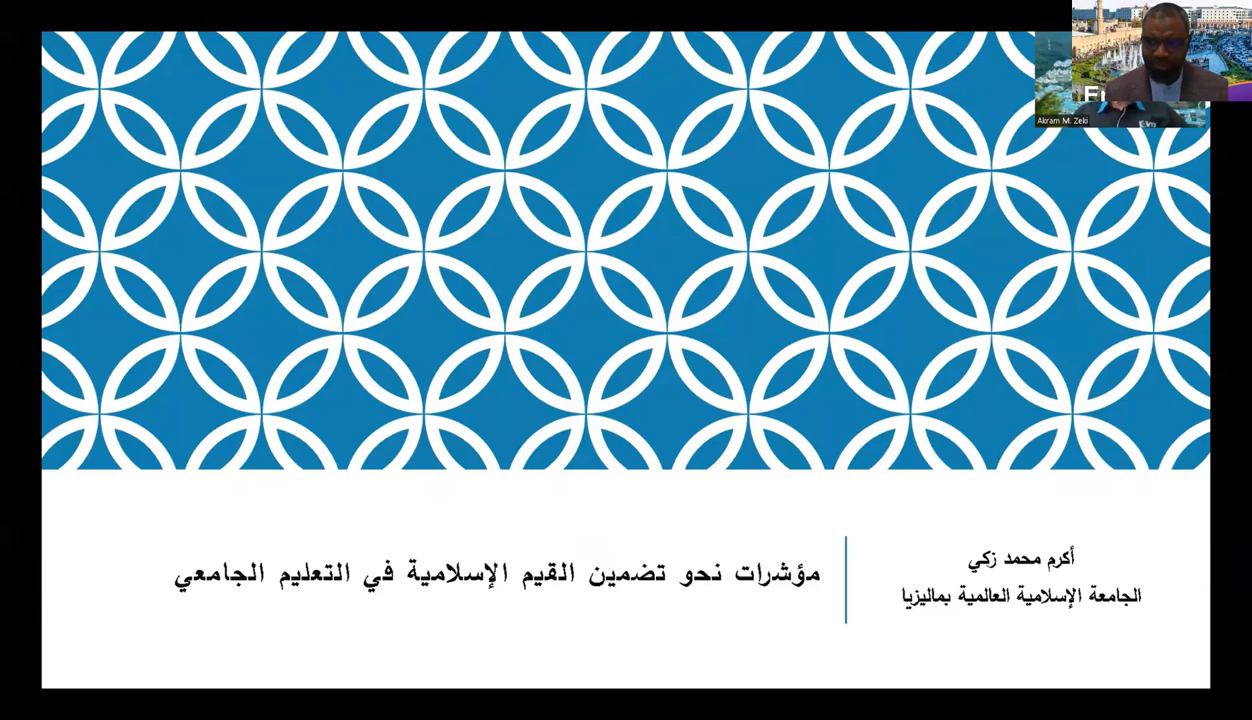 Akram M. Zeki
أكرم محمد زكي
الجامعة الإسلامية العالمية بماليزيا
مؤشرات نحو تضمين القيم الإسلامية في التعليم الجامعي